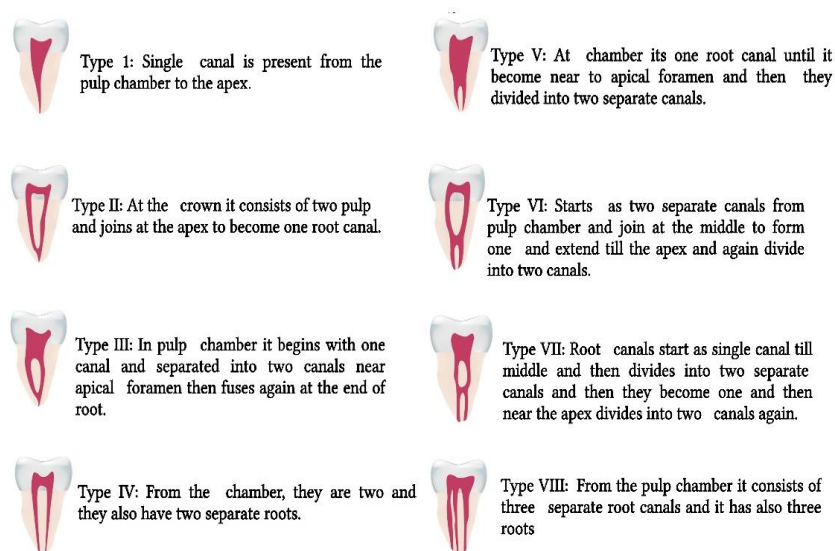 Type 1: Single canal is present from the
pulp chamber to the apex.
Type II: At the crown it consists of two pulp
and joins at the apex to become one root canal.
Type III: In pulp chamber it begins with one
canal and separated into two canals near
apical foramen then fuses again at the end of
root.
Type IV: From the chamber, they are two and
they also have two separate roots.
Type V: At chamber its one root canal until it
become near to apical foramen and then they
divided into two separate canals.
Type VI: Starts as two separate canals from
pulp chamber and join at the middle to form
one and extend till the apex and again divide
into two canals.
Type VII: Root canals start as single canal till
middle and then divides into two separate
canals and then they become one and then
near the apex divides into two canals again.
Type VIII: From the pulp chamber it consists of
three separate root canals and it has also three
roots